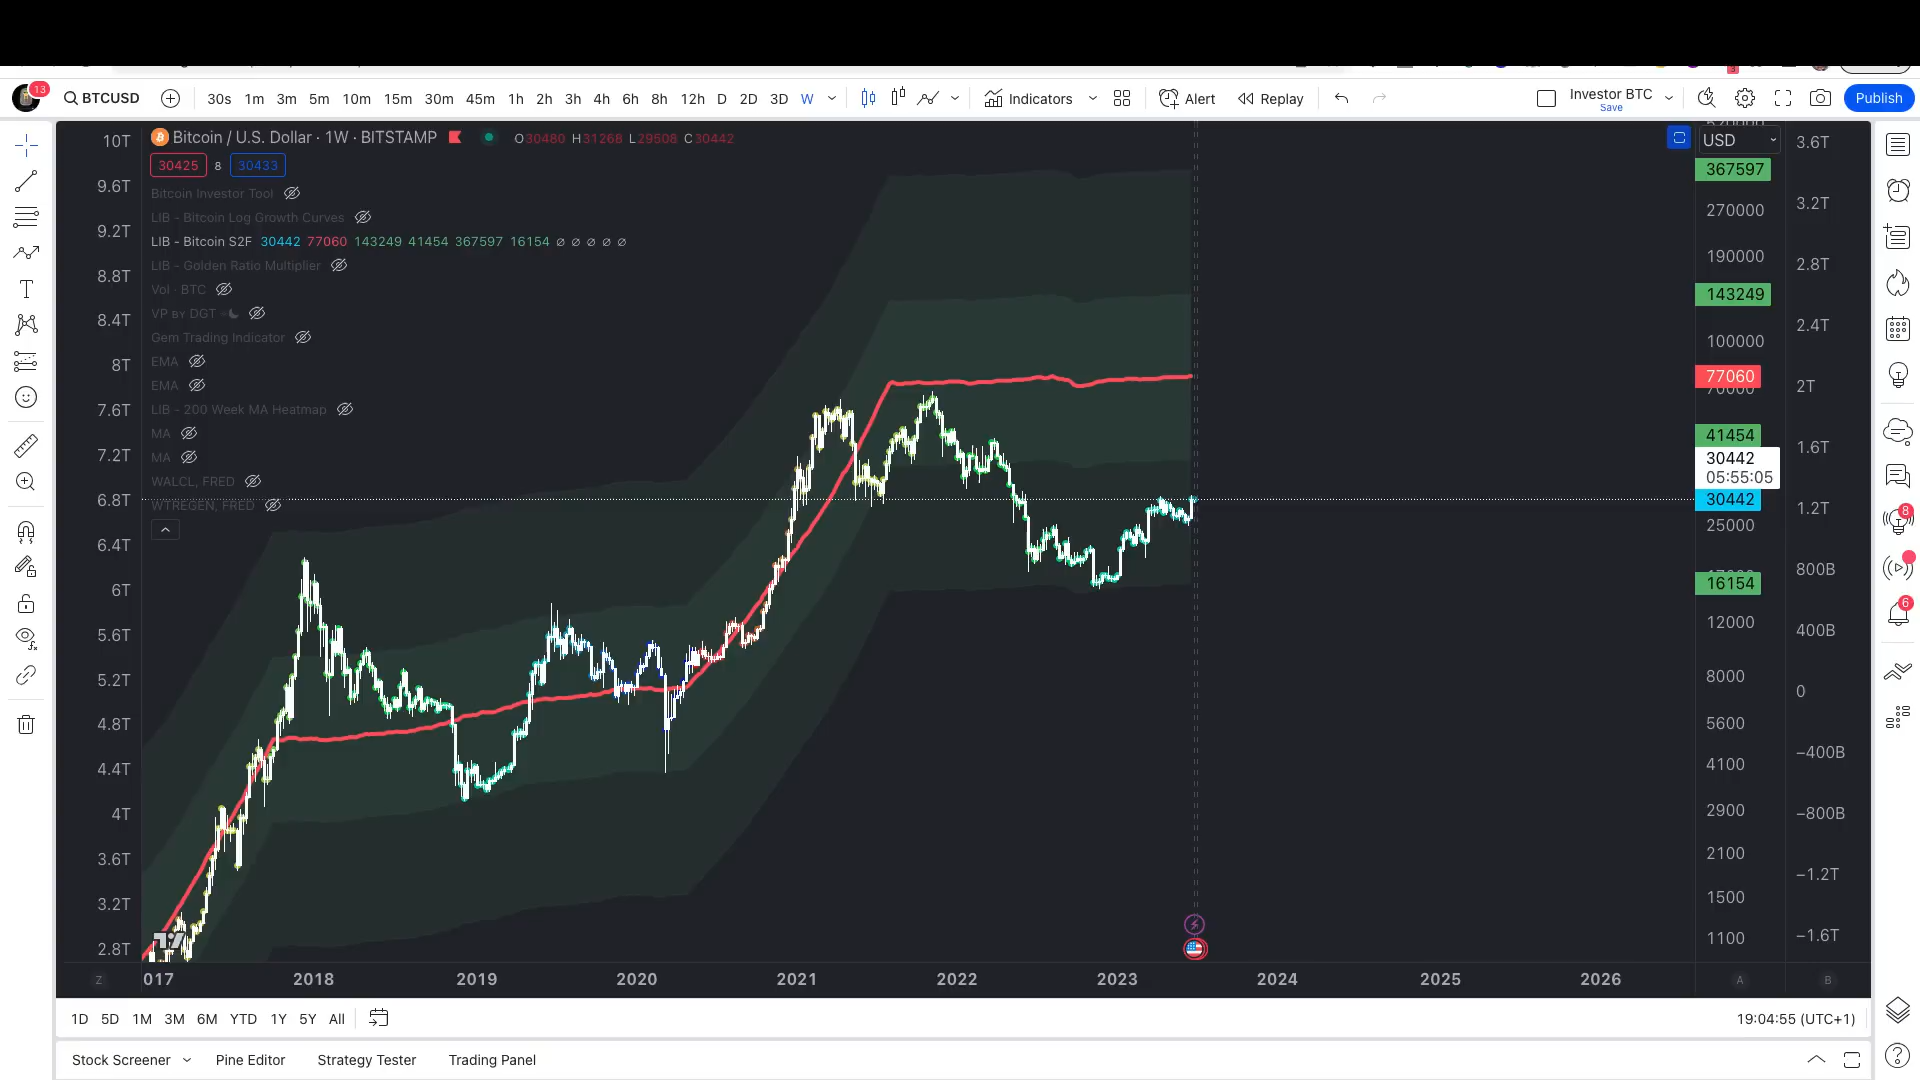 13
BTCUSD 30s 1m 3m 5m 10m 15m 30m 45m 1h 2h 3h 4h 6h 8h 12h D 2D 3D W Indicators Alert Replay Investor BTC Save Publish
3
Bitcoin / U.S. Dollar · 1W · BITSTAMP O30480 H31268 L29508 C30442
30425 8 30433
Bitcoin Investor Tool
LIB - Bitcoin Log Growth Curves
LIB - Bitcoin S2F 30442 77060 143249 41454 367597 16154 ∅ ∅ ∅ ∅ ∅
LIB - Golden Ratio Multiplier
Vol · BTC
VP BY DGT
Gem Trading Indicator
EMA
EMA
LIB - 200 Week MA Heatmap
MA
MA
WALCL, FRED
WTREGEN, FRED
10T
9.6T
9.2T
8.8T
8.4T
8T
7.6T
7.2T
6.8T
6.4T
6T
5.6T
5.2T
4.8T
4.4T
4T
3.6T
3.2T
2.8T
USD
367597
270000
190000
143249
100000
77060
41454
30442
05:55:05
30442
25000
16154
12000
8000
5600
4100
2900
2100
1500
1100
3.6T
3.2T
2.8T
2.4T
2T
1.6T
1.2T
800B
400B
0
−400B
−800B
−1.2T
−1.6T
8
6
Z 017 2018 2019 2020 2021 2022 2023 2024 2025 2026 A B
1D 5D 1M 3M 6M YTD 1Y 5Y All 19:04:55 (UTC+1)
Stock Screener Pine Editor Strategy Tester Trading Panel